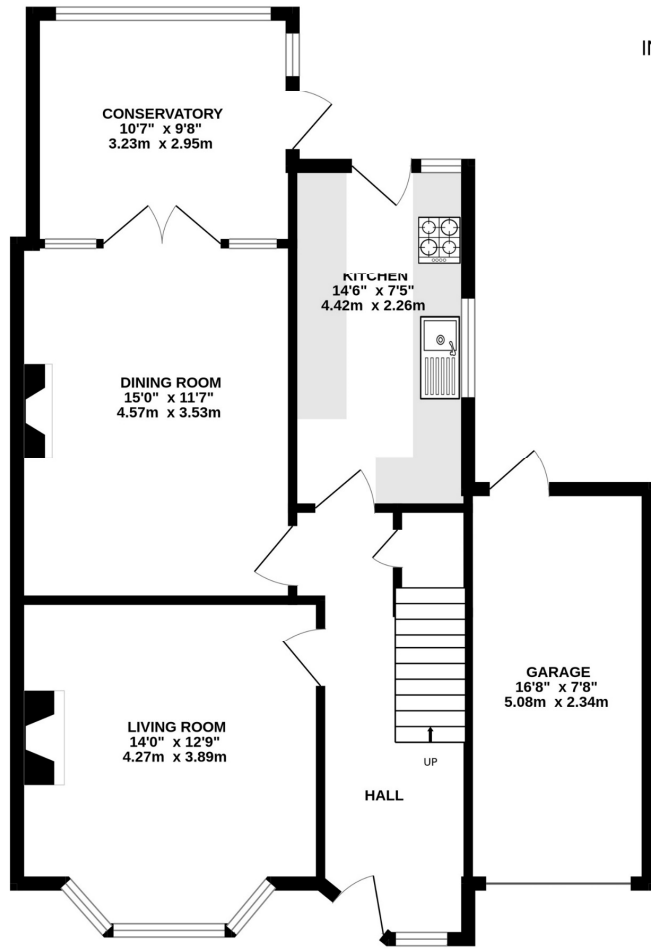 IN
CONSERVATORY
10'7" x 9'8"
3.23m x 2.95m
KITCHEN
14'6" x 7'5"
4.42m x 2.26m
DINING ROOM
15'0" x 11'7"
4.57m x 3.53m
GARAGE
16'8" x 7'8"
5.08m x 2.34m
LIVING ROOM
14'0" x 12'9"
4.27m x 3.89m
UP
HALL